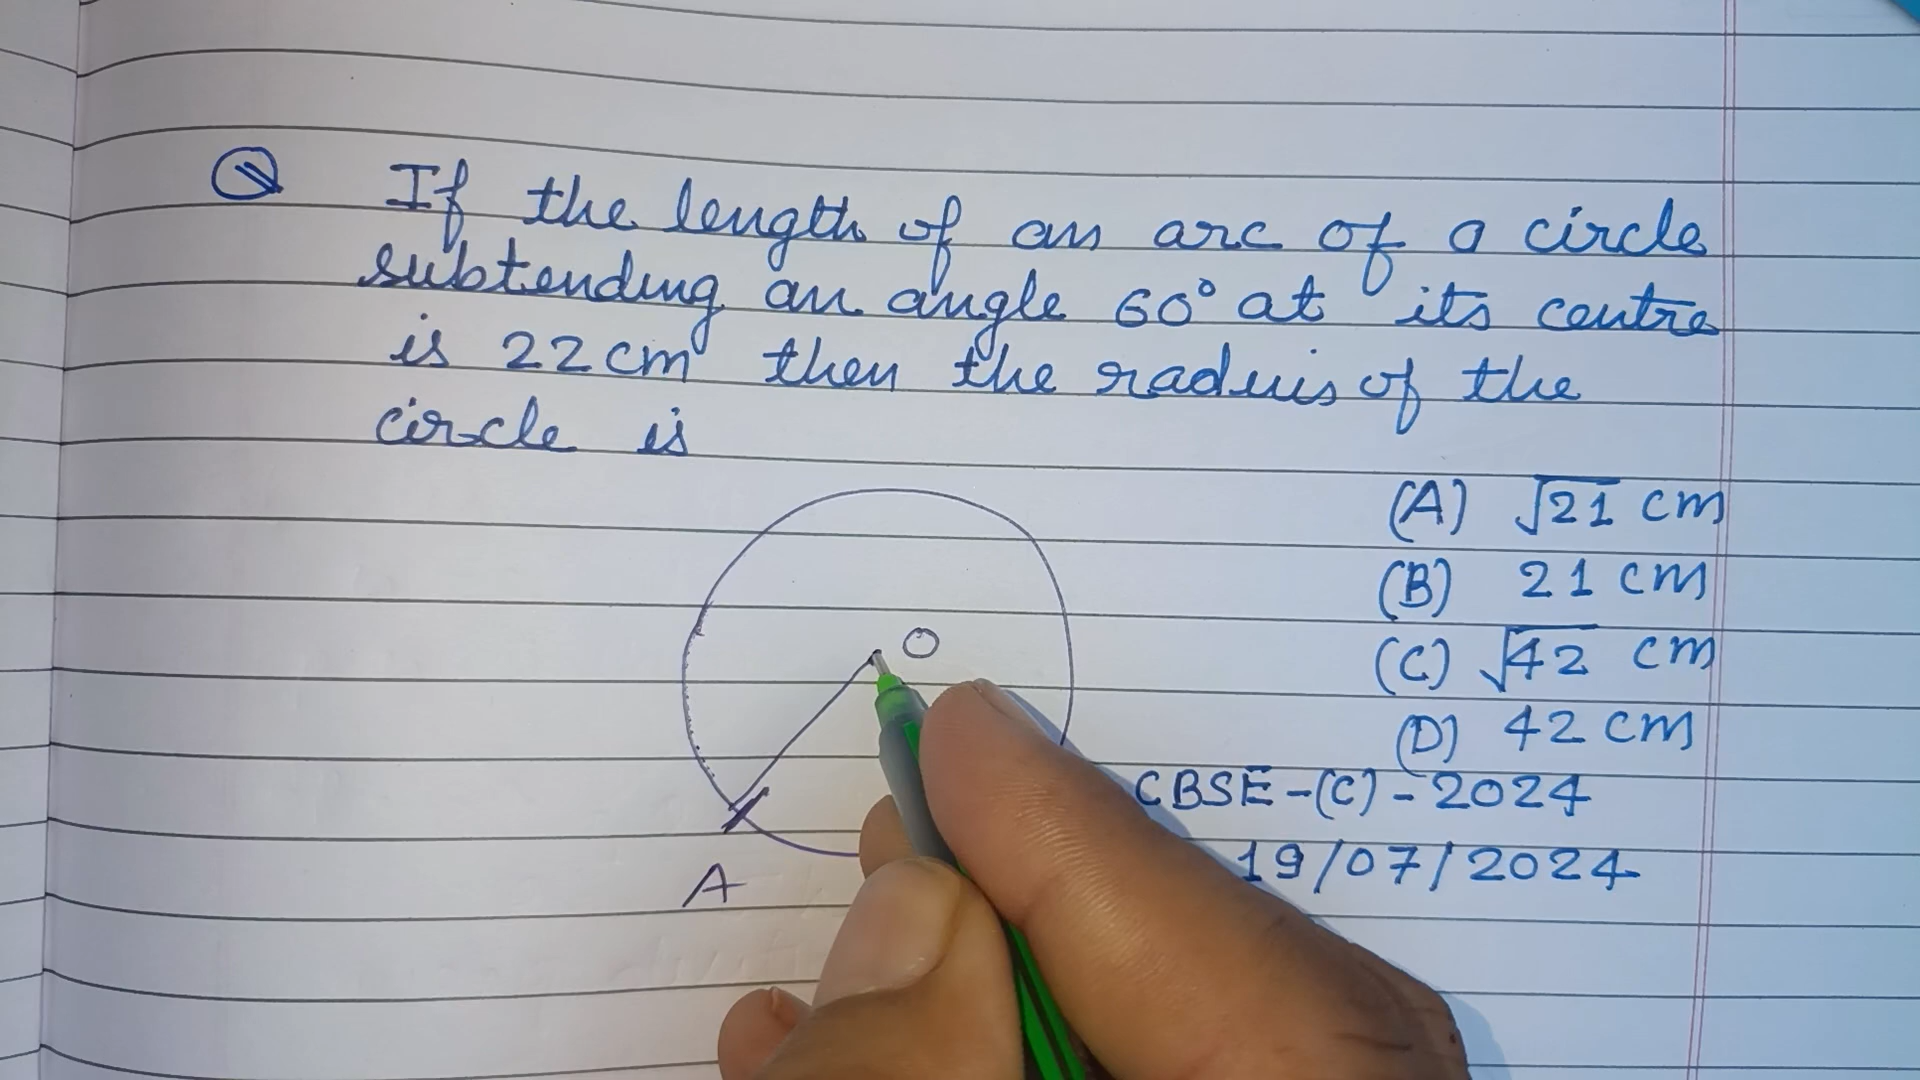 Q If the length of an arc of a circle
subtending an angle 60° at its centre
is 22 cm then the radius of the
circle is
(A) √21 cm
(B) 21 cm
(C) √42 cm
(D) 42 cm
O
A
CBSE-(C)-2024
19/07/2024